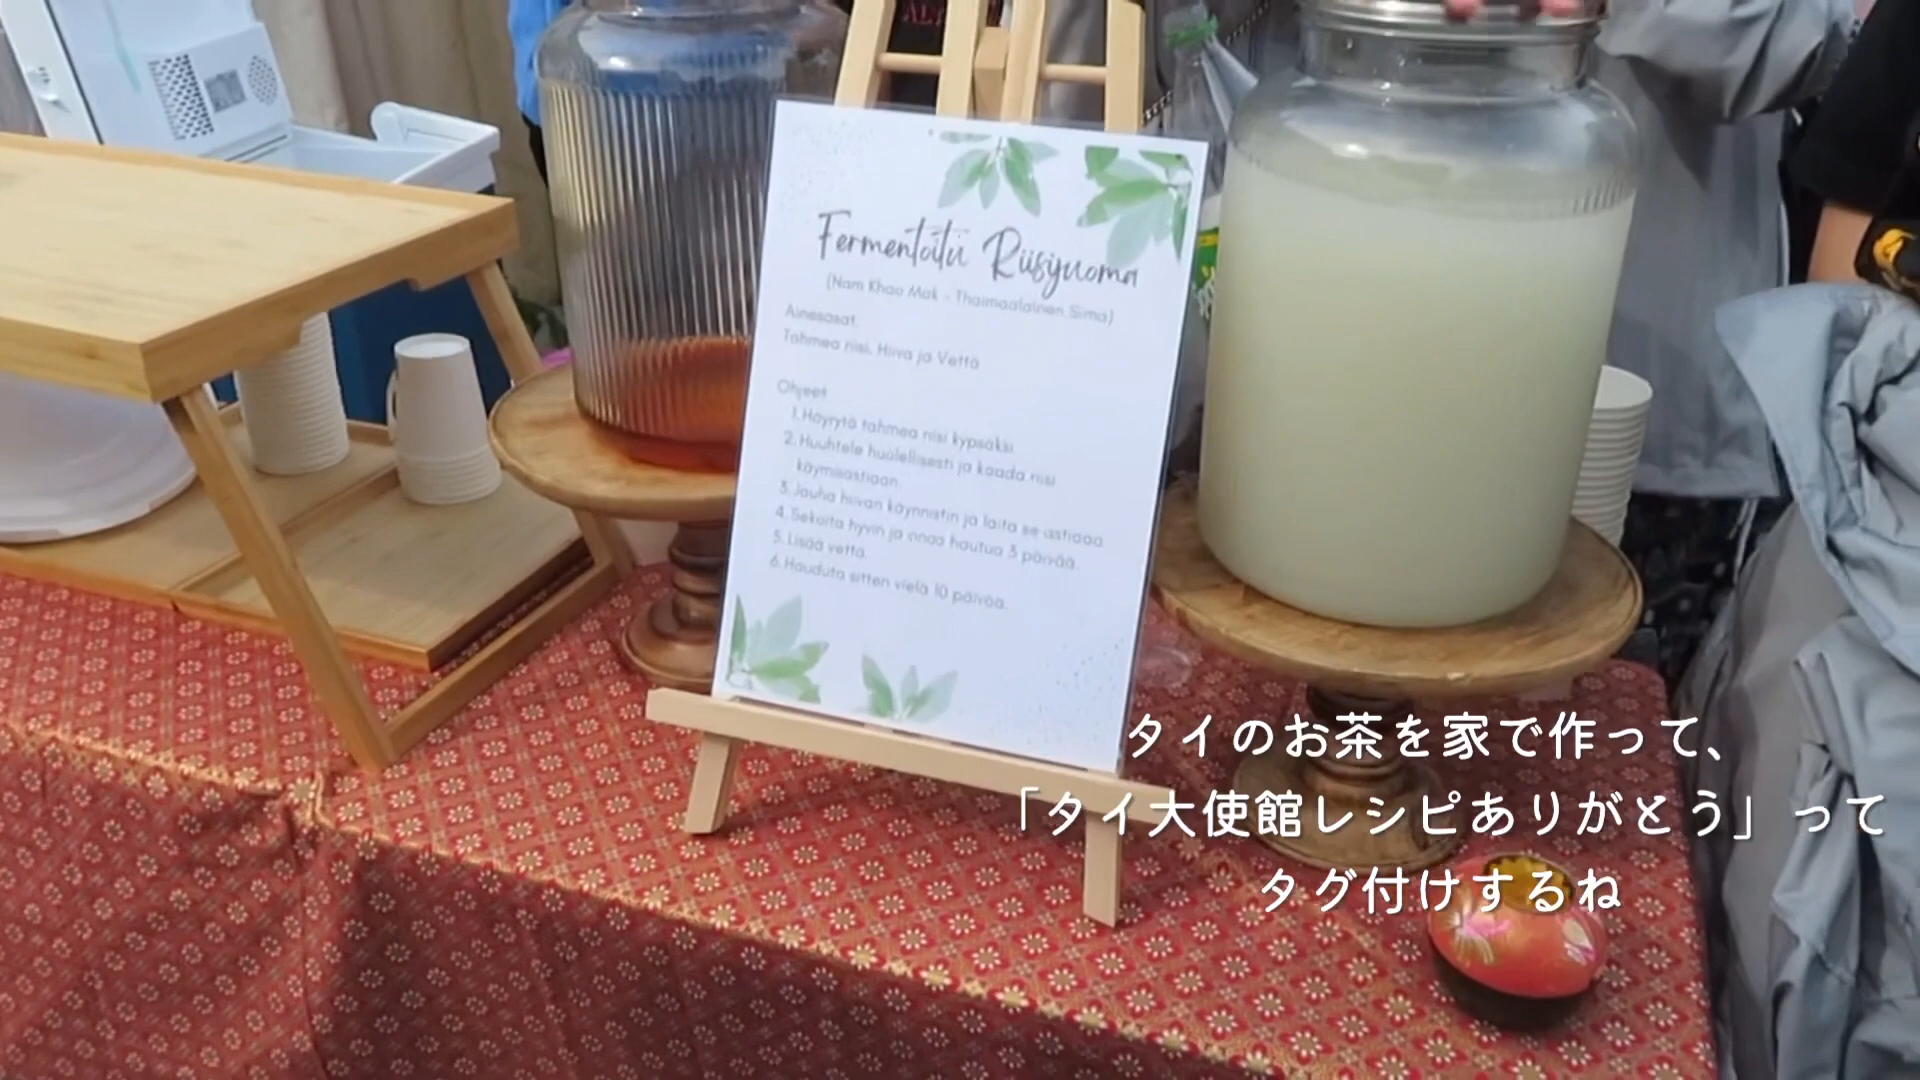 Fermentoitu Riisijuoma
(Nam Khao Mak - Thaimaalainen Sima)
Ainesosat:
Tahmea riisi, Hiiva ja Vettä
Ohjeet
1. Höyrytä tahmea riisi kypsäksi
2. Huuhtele huolellisesti ja kaada riisi
käymisastiaan.
3. Jauha hiivan käynnistin ja laita se astiaaa
4. Sekoita hyvin ja anaa hautua 3 päivää.
5. Lisää vettä.
6. Hauduta sitten vielä 10 päivää.
タイのお茶を家で作って、
「タイ大使館レシピありがとう」って
タグ付けするね